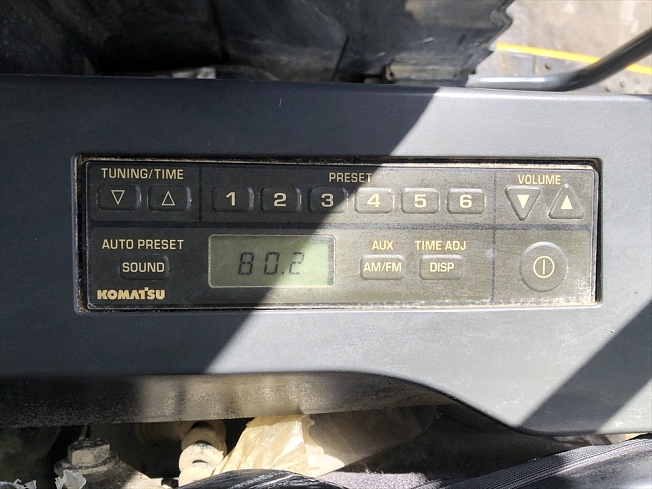 TUNING/TIME PRESET VOLUME
1 2 3 4 5 6
AUTO PRESET AUX TIME ADJ
SOUND 80.2 AM/FM DISP
KOMATSU